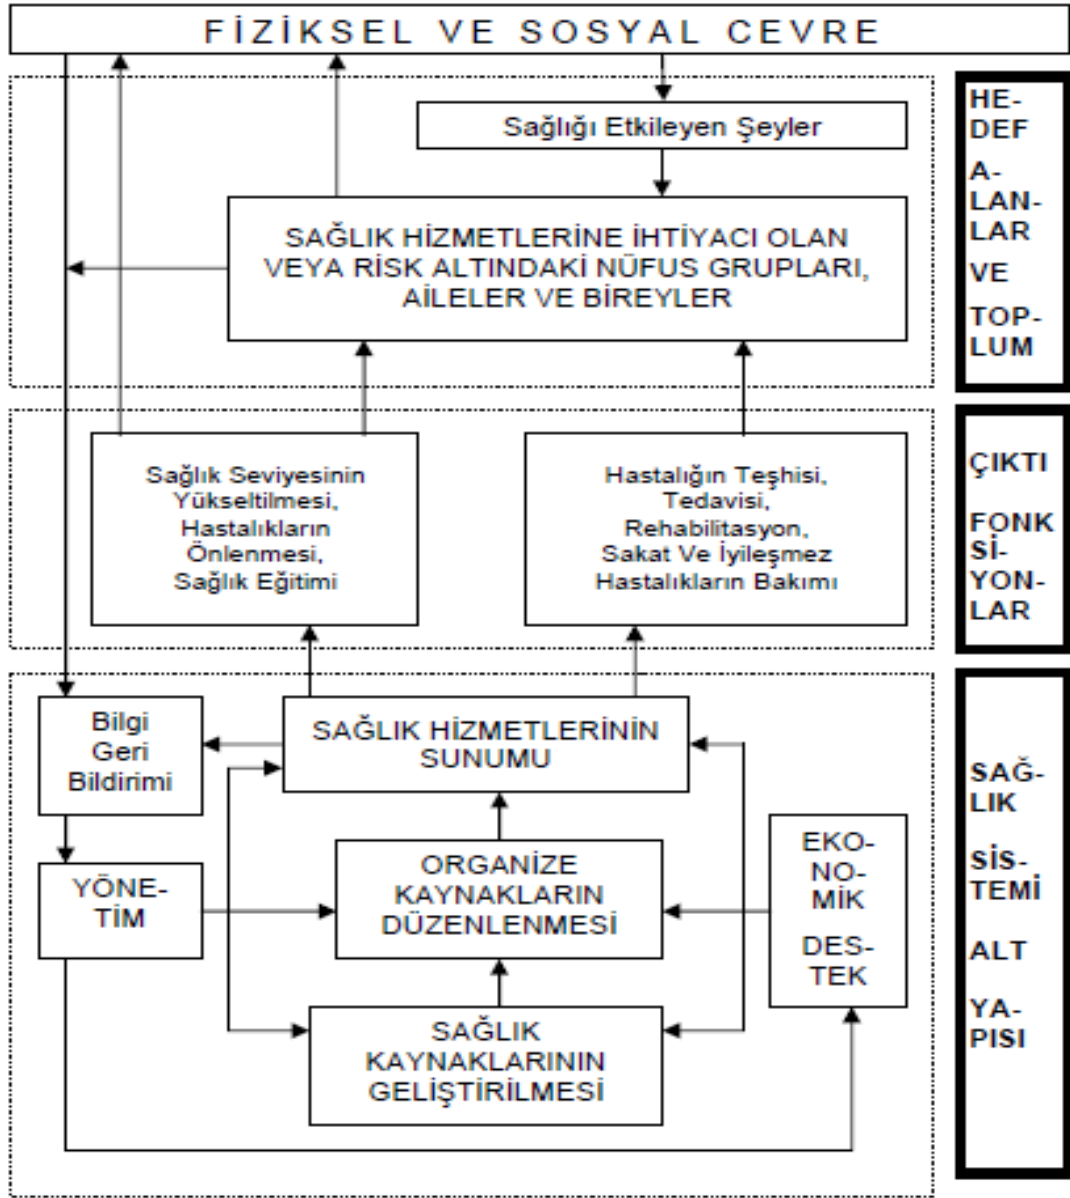 FİZİKSEL VE SOSYAL CEVRE
Sağlığı Etkileyen Şeyler
SAĞLIK HİZMETLERİNE İHTİYACI OLAN
VEYA RİSK ALTINDAKİ NÜFUS GRUPLARI,
AİLELER VE BİREYLER
HE-
DEF
A-
LAN-
LAR
VE
TOP-
LUM
Sağlık Seviyesinin
Yükseltilmesi,
Hastalıkların
Önlenmesi,
Sağlık Eğitimi
Hastalığın Teşhisi,
Tedavisi,
Rehabilitasyon,
Sakat Ve İyileşmez
Hastalıkların Bakımı
ÇIKTI
FONK
Sİ-
YON-
LAR
Bilgi
Geri
Bildirimi
SAĞLIK HİZMETLERİNİN
SUNUMU
YÖNE-
TİM
ORGANİZE
KAYNAKLARIN
DÜZENLENMESİ
EKO-
NO-
MİK
DES-
TEK
SAĞLIK
KAYNAKLARININ
GELİŞTİRİLMESİ
SAĞ-
LIK
SİS-
TEMİ
ALT
YA-
PISI